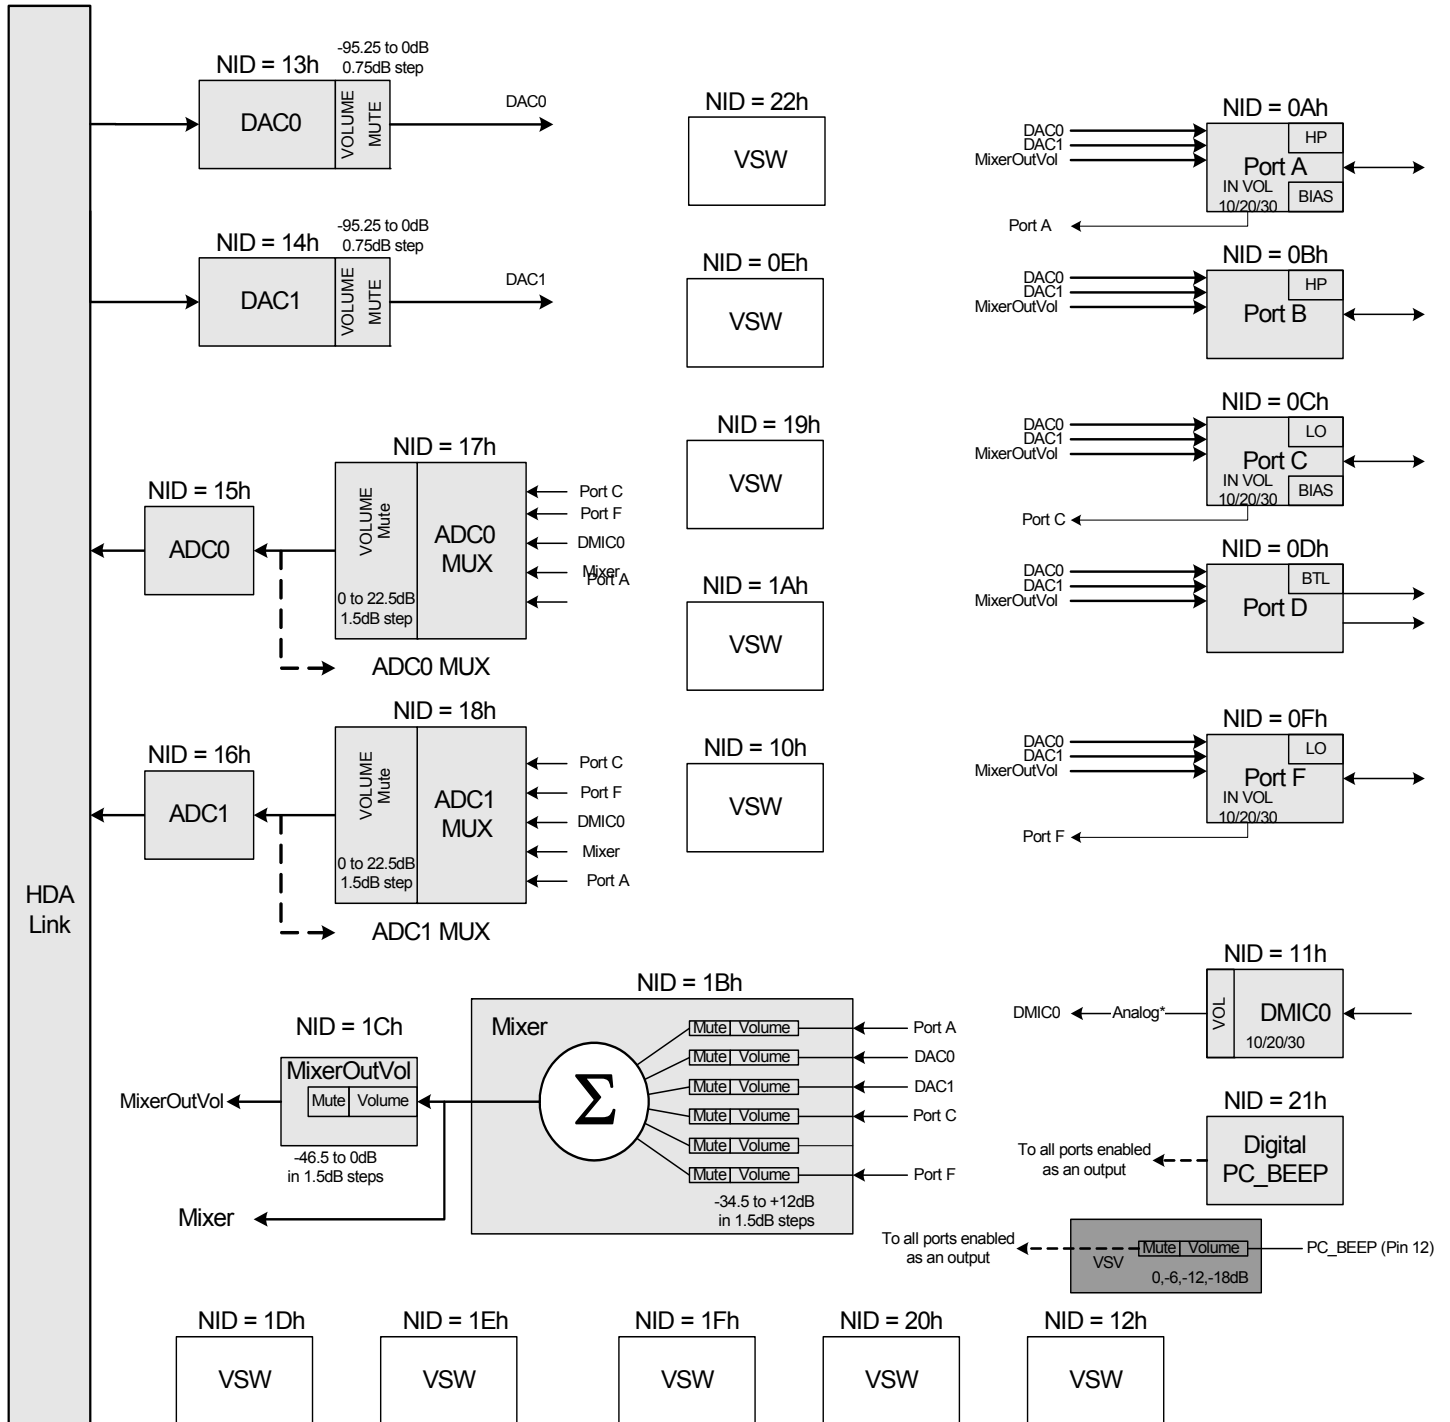 HDA
Link
NID = 13h
-95.25 to 0dB
0.75dB step
DAC0
VOLUME
MUTE
DAC0
NID = 14h
-95.25 to 0dB
0.75dB step
DAC1
VOLUME
MUTE
DAC1
NID = 17h
NID = 15h
ADC0
VOLUME
Mute
0 to 22.5dB
1.5dB step
ADC0
MUX
Port C
Port F
DMIC0
Mixer
Port A
ADC0 MUX
NID = 18h
NID = 16h
ADC1
VOLUME
Mute
0 to 22.5dB
1.5dB step
ADC1
MUX
Port C
Port F
DMIC0
Mixer
Port A
ADC1 MUX
NID = 22h
VSW
NID = 0Eh
VSW
NID = 19h
VSW
NID = 1Ah
VSW
NID = 10h
VSW
NID = 0Ah
DAC0
DAC1
MixerOutVol
HP
Port A
IN VOL
10/20/30
BIAS
Port A
NID = 0Bh
DAC0
DAC1
MixerOutVol
HP
Port B
NID = 0Ch
DAC0
DAC1
MixerOutVol
LO
Port C
IN VOL
10/20/30
BIAS
Port C
NID = 0Dh
DAC0
DAC1
MixerOutVol
BTL
Port D
NID = 0Fh
DAC0
DAC1
MixerOutVol
LO
Port F
IN VOL
10/20/30
Port F
NID = 11h
DMIC0
Analog*
VOL
DMIC0
10/20/30
NID = 1Bh
Mixer
Σ
Mute Volume
Port A
Mute Volume
DAC0
Mute Volume
DAC1
Mute Volume
Port C
Mute Volume
Mute Volume
Port F
-34.5 to +12dB
in 1.5dB steps
NID = 1Ch
MixerOutVol
Mute Volume
MixerOutVol
-46.5 to 0dB
in 1.5dB steps
Mixer
NID = 21h
Digital
PC_BEEP
To all ports enabled
as an output
To all ports enabled
as an output
VSV
Mute Volume
0,-6,-12,-18dB
PC_BEEP (Pin 12)
NID = 1Dh
VSW
NID = 1Eh
VSW
NID = 1Fh
VSW
NID = 20h
VSW
NID = 12h
VSW